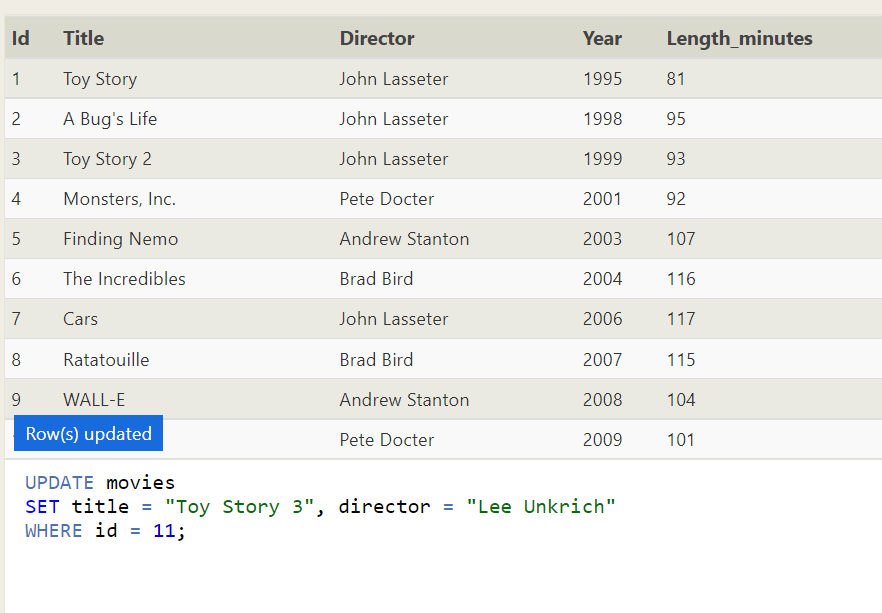 Id Title Director Year Length_minutes
1 Toy Story John Lasseter 1995 81
2 A Bug's Life John Lasseter 1998 95
3 Toy Story 2 John Lasseter 1999 93
4 Monsters, Inc. Pete Docter 2001 92
5 Finding Nemo Andrew Stanton 2003 107
6 The Incredibles Brad Bird 2004 116
7 Cars John Lasseter 2006 117
8 Ratatouille Brad Bird 2007 115
9 WALL-E Andrew Stanton 2008 104
Row(s) updated Pete Docter 2009 101
UPDATE movies
SET title = "Toy Story 3", director = "Lee Unkrich"
WHERE id = 11;